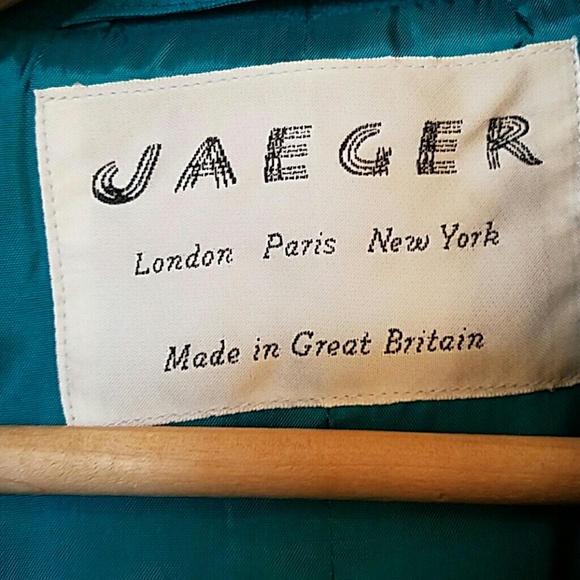 JAEGER
London Paris New York
Made in Great Britain